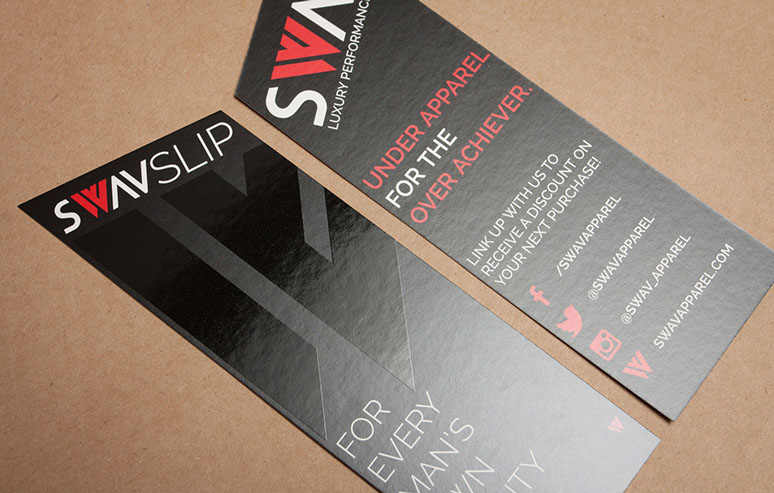 SWAVSLIP
FOR
EVERY
MAN'S
SWAV
LUXURY PERFORMANCE
UNDER APPAREL
FOR THE
OVER ACHIEVER.
LINK UP WITH US TO
RECEIVE A DISCOUNT ON
YOUR NEXT PURCHASE!
/SWAVAPPAREL
@SWAVAPPAREL
@SWAV_APPAREL
SWAVAPPAREL.COM